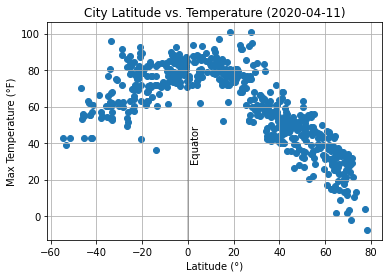 City Latitude vs. Temperature (2020-04-11)
Max Temperature (°F)
100
80
60
40
20
0
Equator
−60 −40 −20 0 20 40 60 80
Latitude (°)